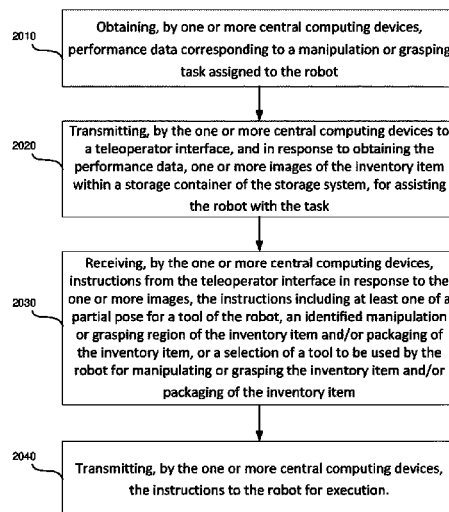 2010
Obtaining, by one or more central computing devices,
performance data corresponding to a manipulation or grasping
task assigned to the robot
2020
Transmitting, by the one or more central computing devices to
a teleoperator interface, and in response to obtaining the
performance data, one or more images of the inventory item
within a storage container of the storage system, for assisting
the robot with the task
2030
Receiving, by the one or more central computing devices,
instructions from the teleoperator interface in response to the
one or more images, the instructions including at least one of a
partial pose for a tool of the robot, an identified manipulation
or grasping region of the inventory item and/or packaging of
the inventory item, or a selection of a tool to be used by the
robot for manipulating or grasping the inventory item and/or
packaging of the inventory item
2040
Transmitting, by the one or more central computing devices,
the instructions to the robot for execution.